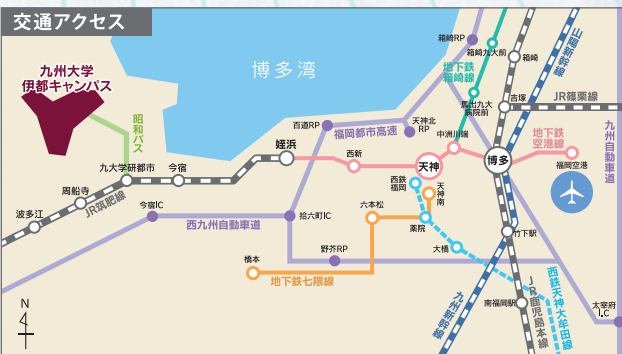 交通アクセス
九州大学
伊都キャンパス
博多湾
箱崎RP
箱崎九大前
地下鉄
箱崎線
箱崎
山陽新幹線
昭和バス
馬出九大
病院前
吉塚
JR篠栗線
百道RP
福岡都市高速
天神北
RP
中洲川端
地下鉄
空港線
九州自動車道
姪浜
西新
天神
博多
福岡空港
九大学研都市
今宿
西鉄
福岡
天神南
周船寺
JR筑肥線
波多江
今宿IC
西九州自動車道
拾六町IC
六本松
薬院
竹下駅
大橋
野芥RP
橋本
地下鉄七隈線
九州新幹線
南福岡駅
JR鹿児島本線
西鉄天神大牟田線
太宰府
I.C
N